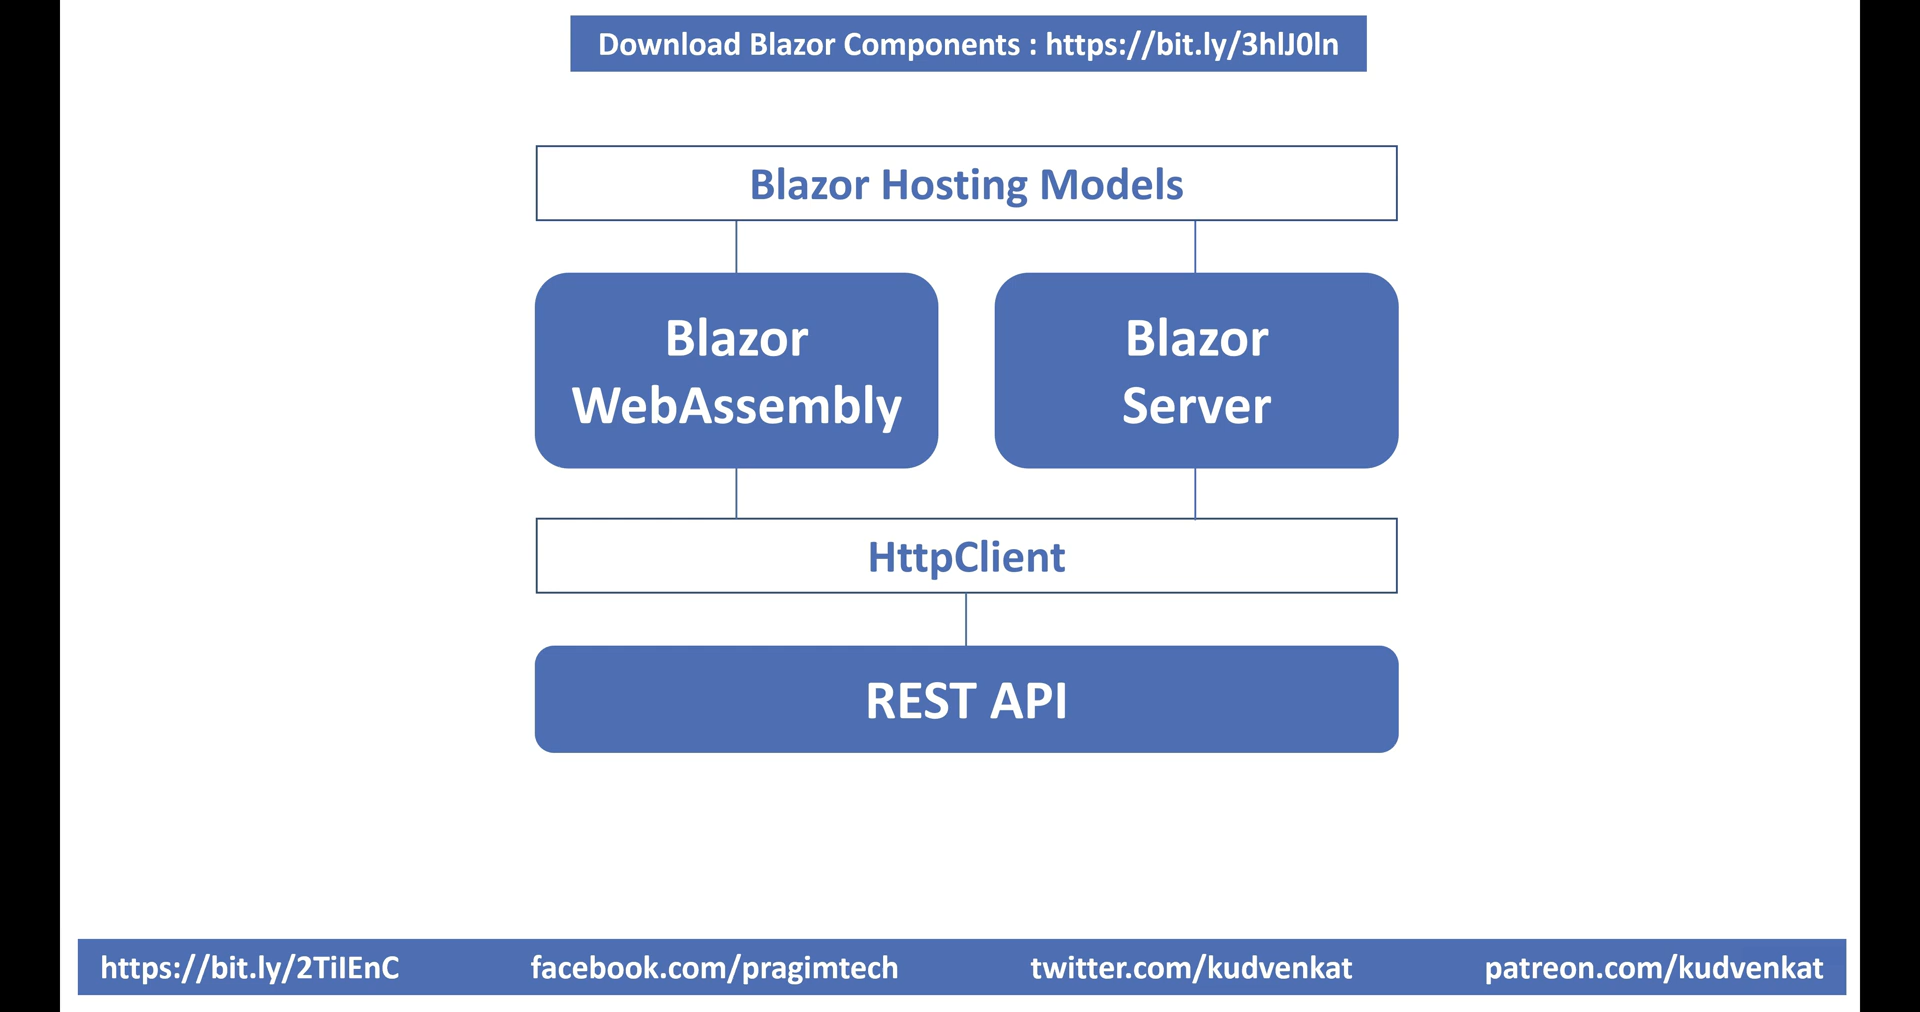 Download Blazor Components : https://bit.ly/3hlJ0ln
Blazor Hosting Models
Blazor
WebAssembly
Blazor
Server
HttpClient
REST API
https://bit.ly/2TiIEnC
facebook.com/pragimtech
twitter.com/kudvenkat
patreon.com/kudvenkat